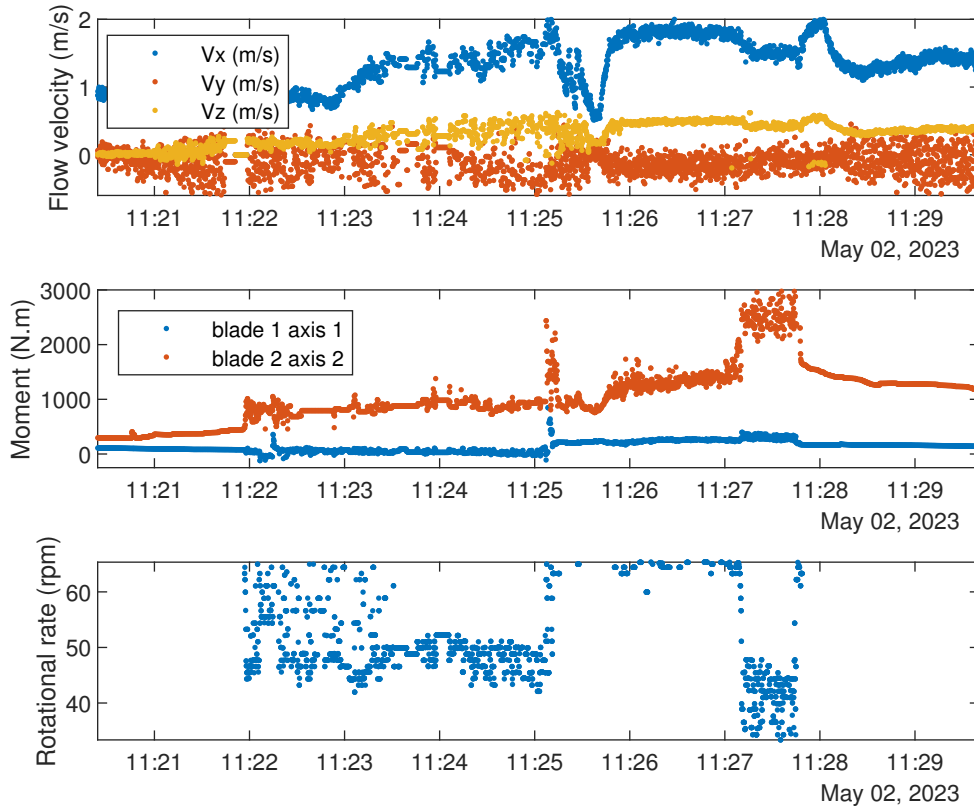 Flow velocity (m/s)
2
1
0
Vx (m/s)
Vy (m/s)
Vz (m/s)
11:21 11:22 11:23 11:24 11:25 11:26 11:27 11:28 11:29
May 02, 2023
Moment (N.m)
3000
2000
1000
0
blade 1 axis 1
blade 2 axis 2
11:21 11:22 11:23 11:24 11:25 11:26 11:27 11:28 11:29
May 02, 2023
Rotational rate (rpm)
60
50
40
11:21 11:22 11:23 11:24 11:25 11:26 11:27 11:28 11:29
May 02, 2023